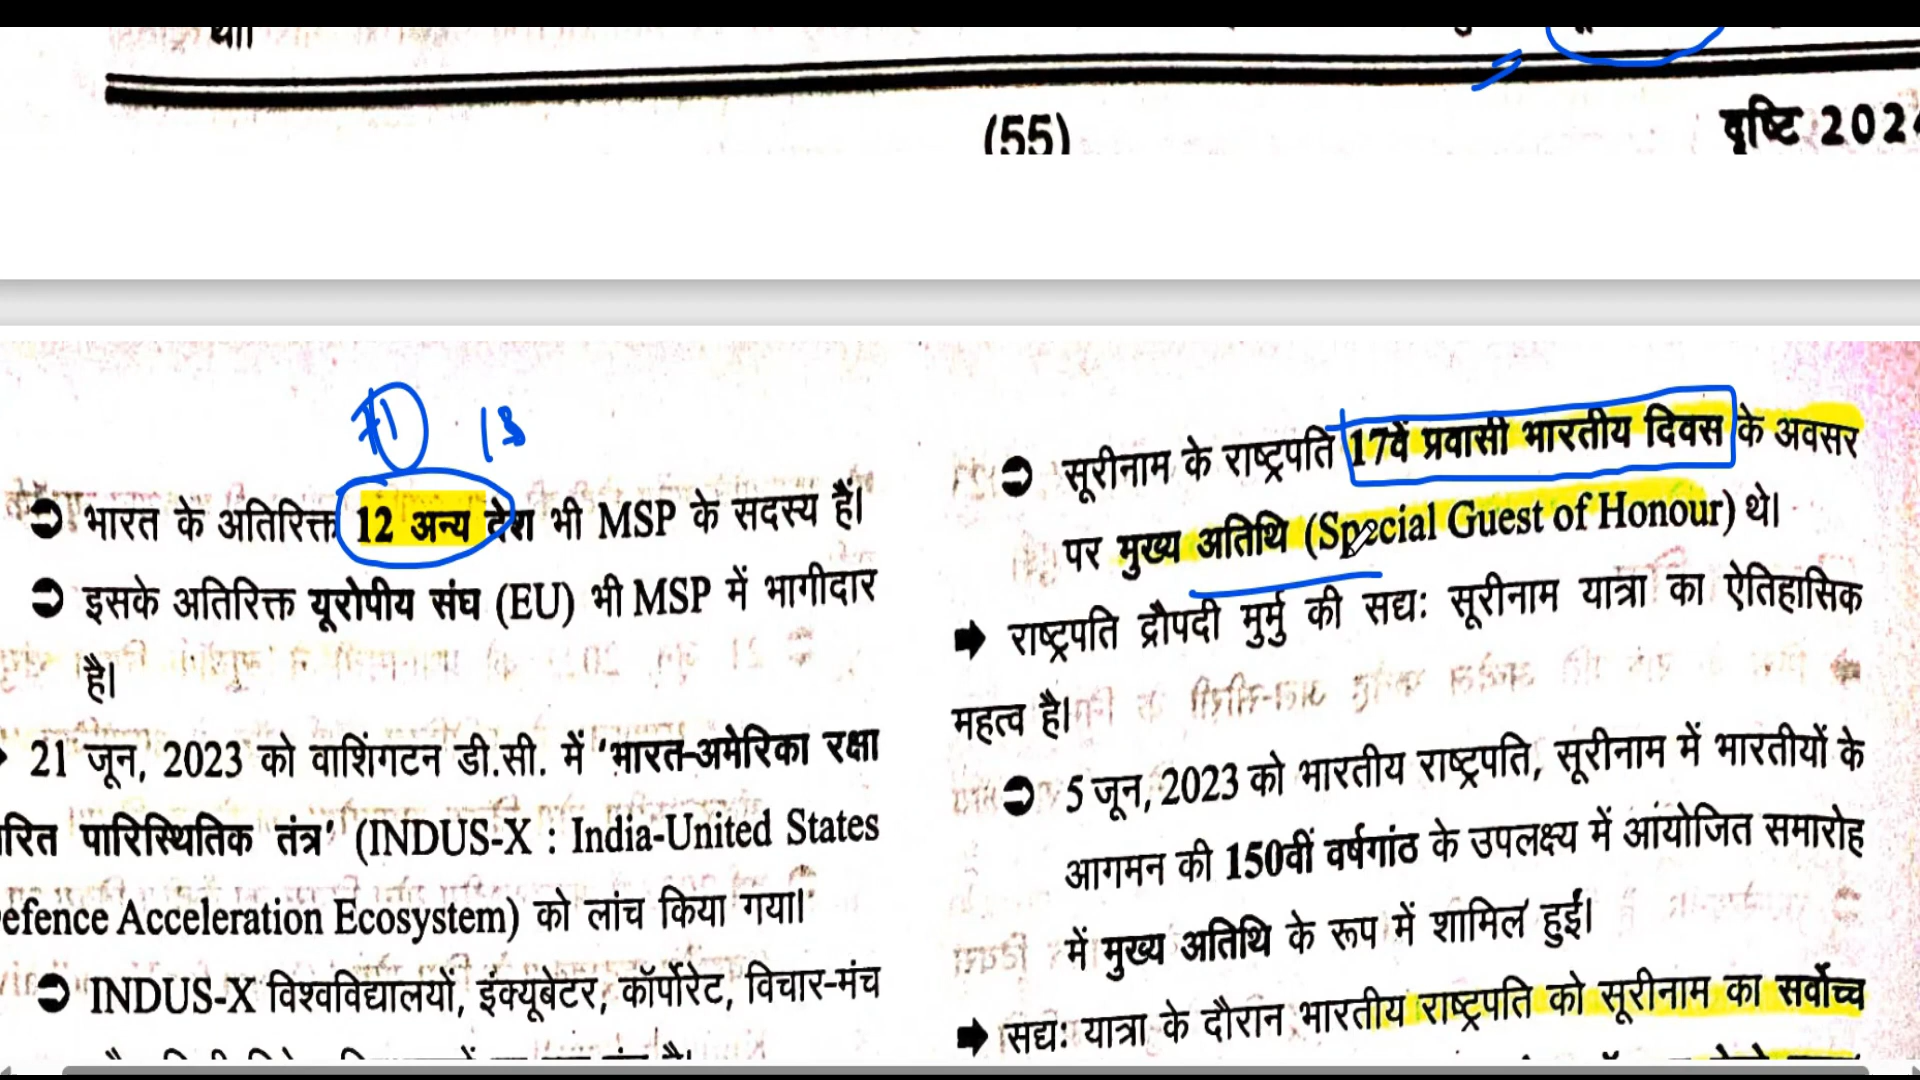 था।
(55)
दृष्टि 202
+1 13
➲ भारत के अतिरिक्त 12 अन्य देश भी MSP के सदस्य हैं।
➲ इसके अतिरिक्त यूरोपीय संघ (EU) भी MSP में भागीदार
है।
21 जून, 2023 को वाशिंगटन डी.सी. में 'भारत-अमेरिका रक्षा
रित पारिस्थितिक तंत्र' (INDUS-X : India-United States
efence Acceleration Ecosystem) को लांच किया गया।
➲ INDUS-X विश्वविद्यालयों, इंक्यूबेटर, कॉर्पोरेट, विचार-मंच
➲ सूरीनाम के राष्ट्रपति 17वें प्रवासी भारतीय दिवस के अवसर
पर मुख्य अतिथि (Special Guest of Honour) थे।
➡ राष्ट्रपति द्रौपदी मुर्मु की सद्यः सूरीनाम यात्रा का ऐतिहासिक
महत्व है।
➲ 5 जून, 2023 को भारतीय राष्ट्रपति, सूरीनाम में भारतीयों के
आगमन की 150वीं वर्षगांठ के उपलक्ष्य में आयोजित समारोह
में मुख्य अतिथि के रूप में शामिल हुईं।
➡ सद्यः यात्रा के दौरान भारतीय राष्ट्रपति को सूरीनाम का सर्वोच्च